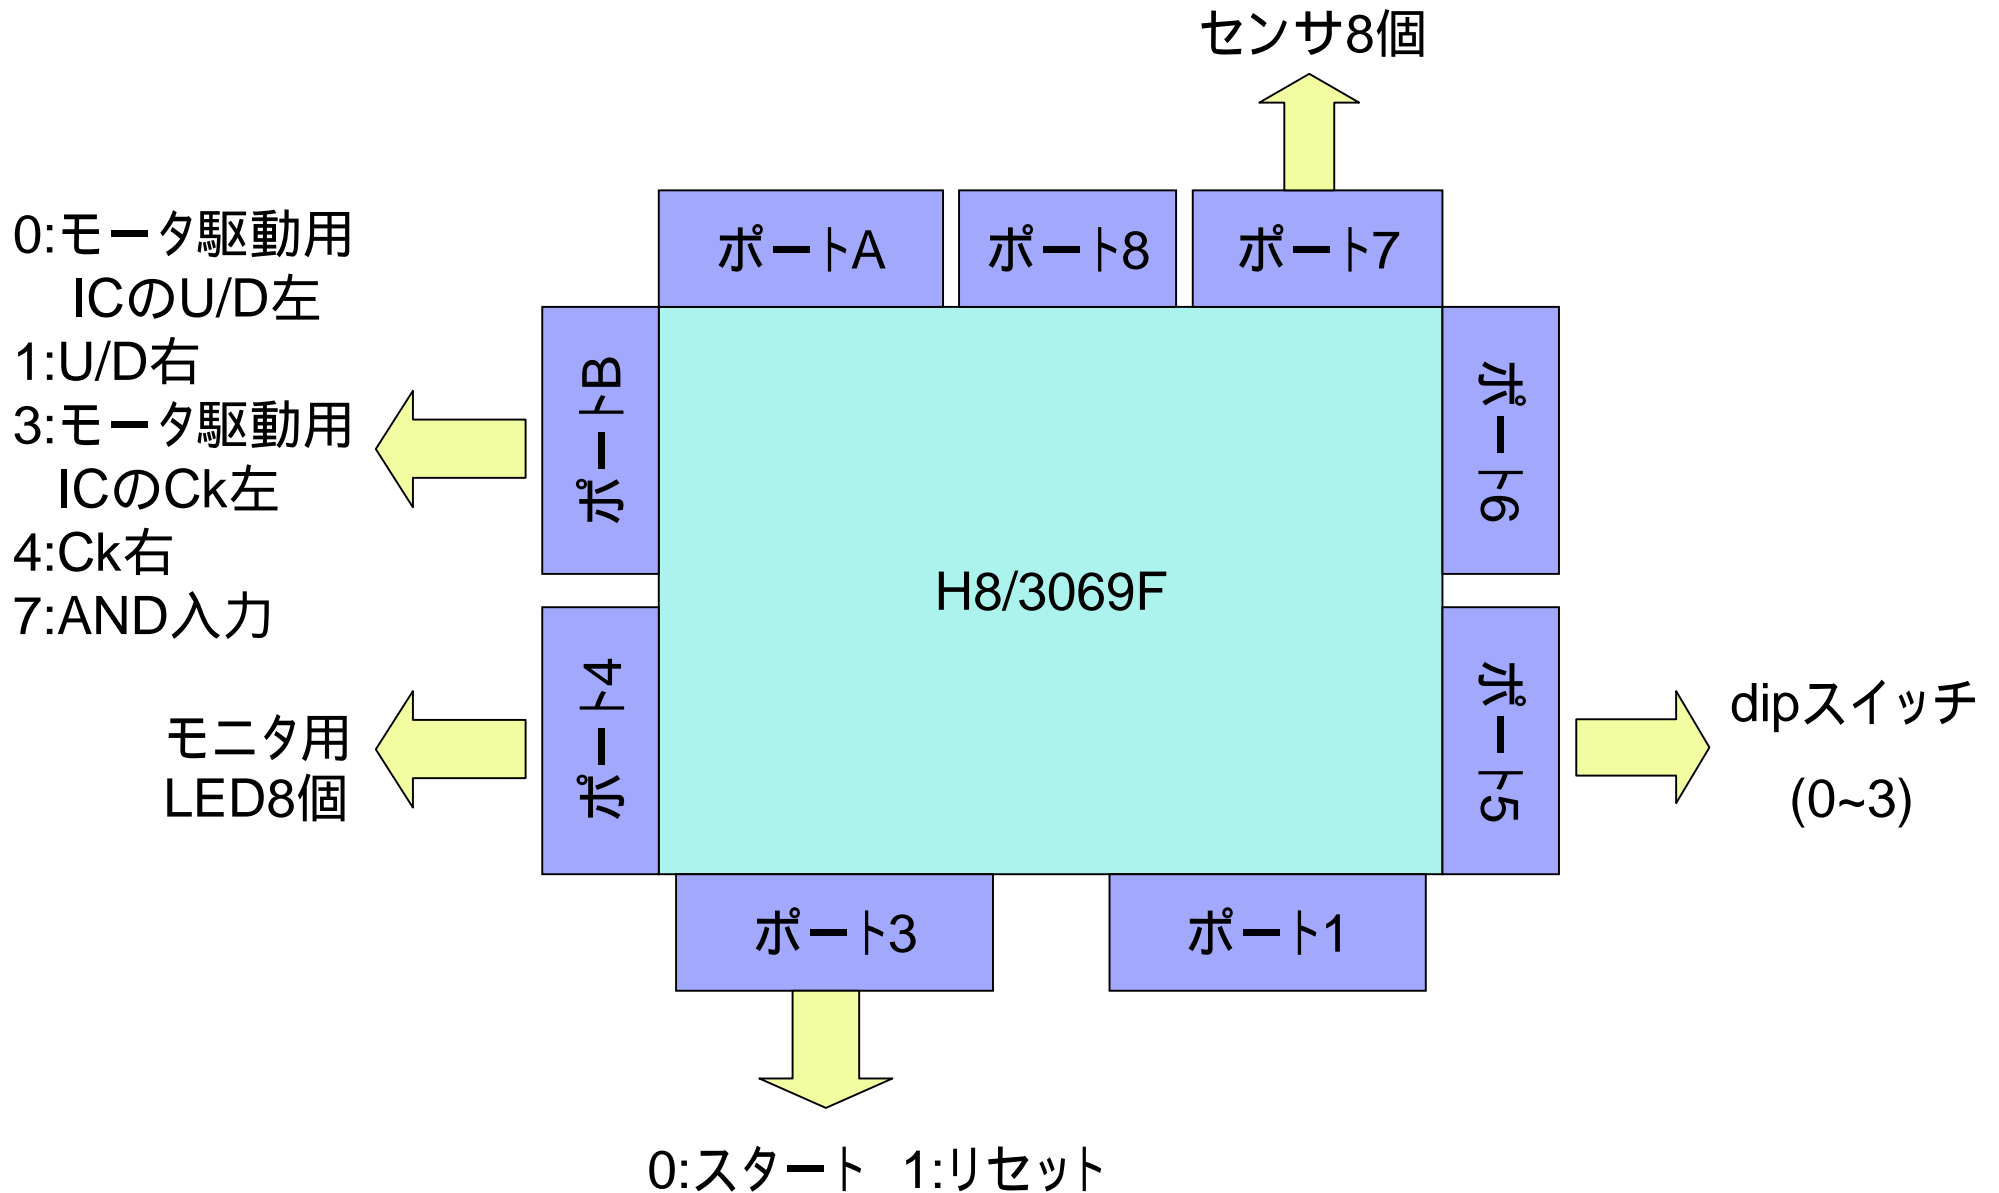 センサ8個
ポートA
ポート8
ポート7
0:モータ駆動用
ICのU/D左
1:U/D右
3:モータ駆動用
ICのCk左
4:Ck右
7:AND入力
ポートB
ポート6
H8/3069F
モニタ用
LED8個
ポート4
ポート5
dipスイッチ
(0~3)
ポート3
ポート1
0:スタート 1:リセット